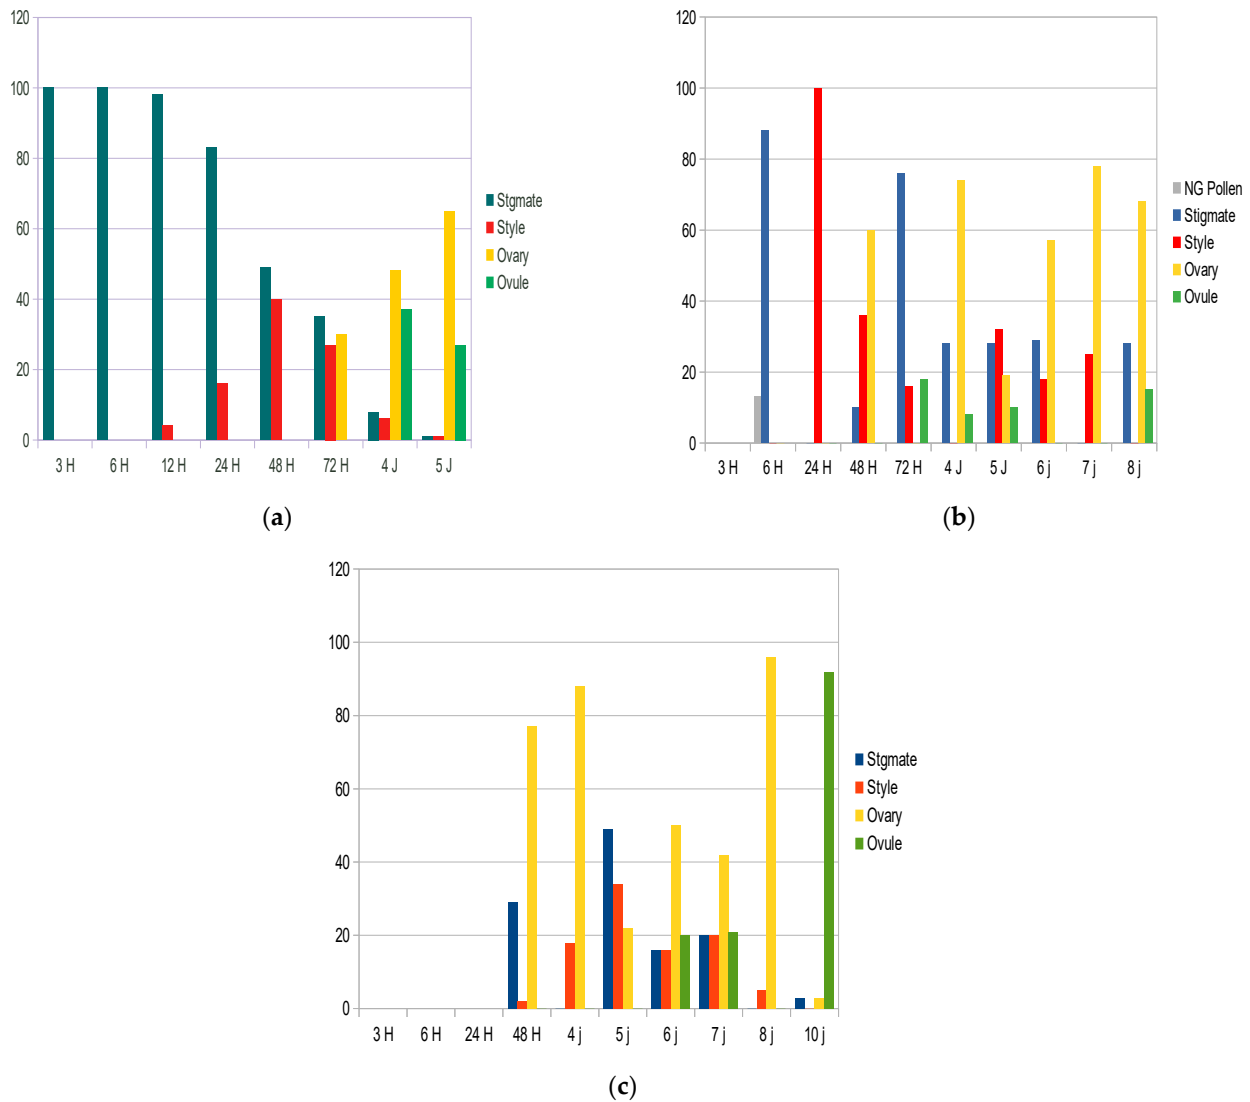 120
100
80
60
40
20
0
3 H 6 H 12 H 24 H 48 H 72 H 4 J 5 J
Stgmate
Style
Ovary
Ovule
(a)
120
100
80
60
40
20
0
3 H 6 H 24 H 48 H 72 H 4 J 5 J 6 j 7 j 8 j
NG Pollen
Stigmate
Style
Ovary
Ovule
(b)
120
100
80
60
40
20
0
3 H 6 H 24 H 48 H 4 j 5 j 6 j 7 j 8 j 10 j
Stgmate
Style
Ovary
Ovule
(c)